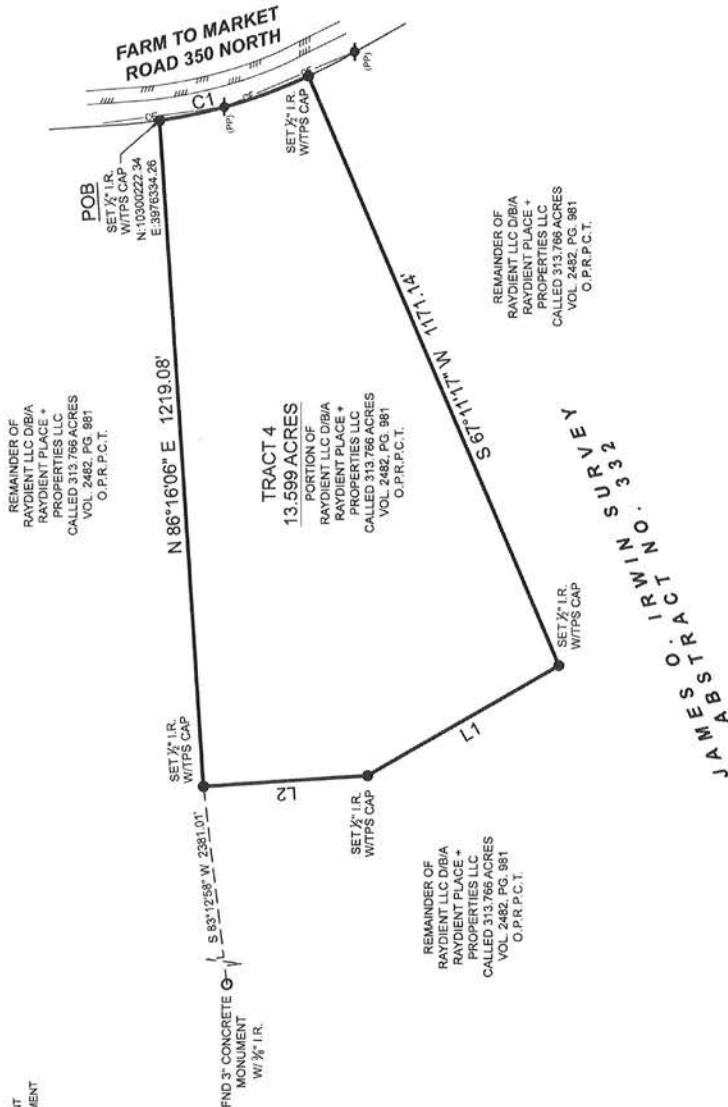 FARM TO MARKET
ROAD 350 NORTH
C1
OE
OE
(PP)
(PP)
POB
SET ½" I.R.
W/TPS CAP
N:10300222.34
E:3976334.26
SET ½" I.R.
W/TPS CAP
REMAINDER OF
RAYDIENT LLC D/B/A
RAYDIENT PLACE +
PROPERTIES LLC
CALLED 313.766 ACRES
VOL. 2482, PG. 981
O.P.R.P.C.T.
N 86°16'06" E 1219.08'
TRACT 4
13.599 ACRES
PORTION OF
RAYDIENT LLC D/B/A
RAYDIENT PLACE +
PROPERTIES LLC
CALLED 313.766 ACRES
VOL. 2482, PG. 981
O.P.R.P.C.T.
S 67°11'17" W 1171.14'
REMAINDER OF
RAYDIENT LLC D/B/A
RAYDIENT PLACE +
PROPERTIES LLC
CALLED 313.766 ACRES
VOL. 2482, PG. 981
O.P.R.P.C.T.
SET ½" I.R.
W/TPS CAP
L2
SET ½" I.R.
W/TPS CAP
L1
SET ½" I.R.
W/TPS CAP
S 83°12'58" W 2381.01'
FND 3" CONCRETE
MONUMENT
W/ ⅜" I.R.
REMAINDER OF
RAYDIENT LLC D/B/A
RAYDIENT PLACE +
PROPERTIES LLC
CALLED 313.766 ACRES
VOL. 2482, PG. 981
O.P.R.P.C.T.
JAMES O. IRWIN SURVEY
ABSTRACT NO. 332